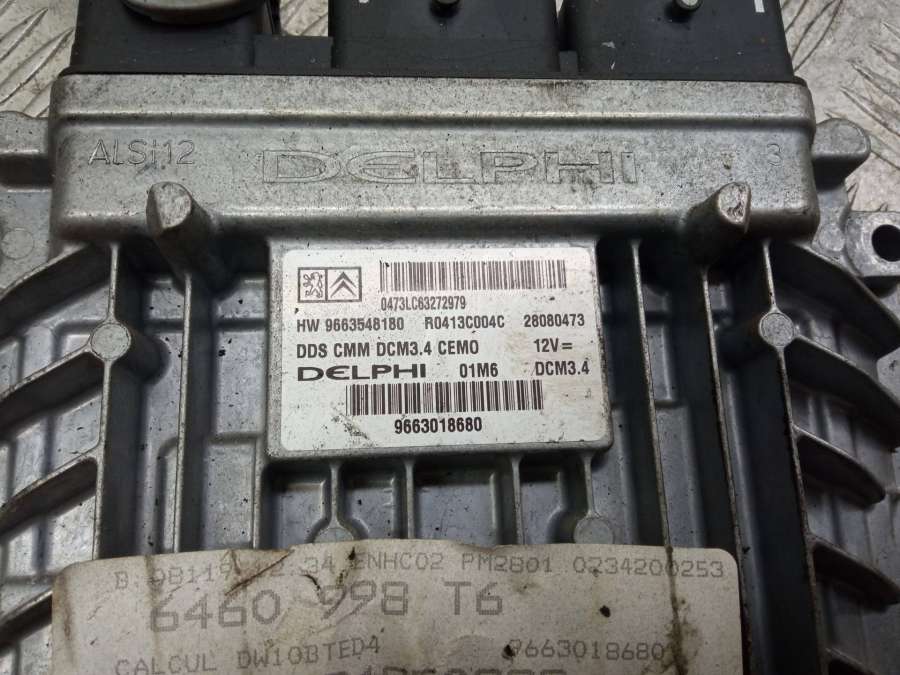 ALSi12 DELPHI 3
0473LC63272979
HW 9663548180 R0413C004C 28080473
DDS CMM DCM3.4 CEMO 12V=
DELPHI 01M6 DCM3.4
9663018680
PM2801 0234200253
6460 998 T6
CALCUL DW10BTED4 9663018680